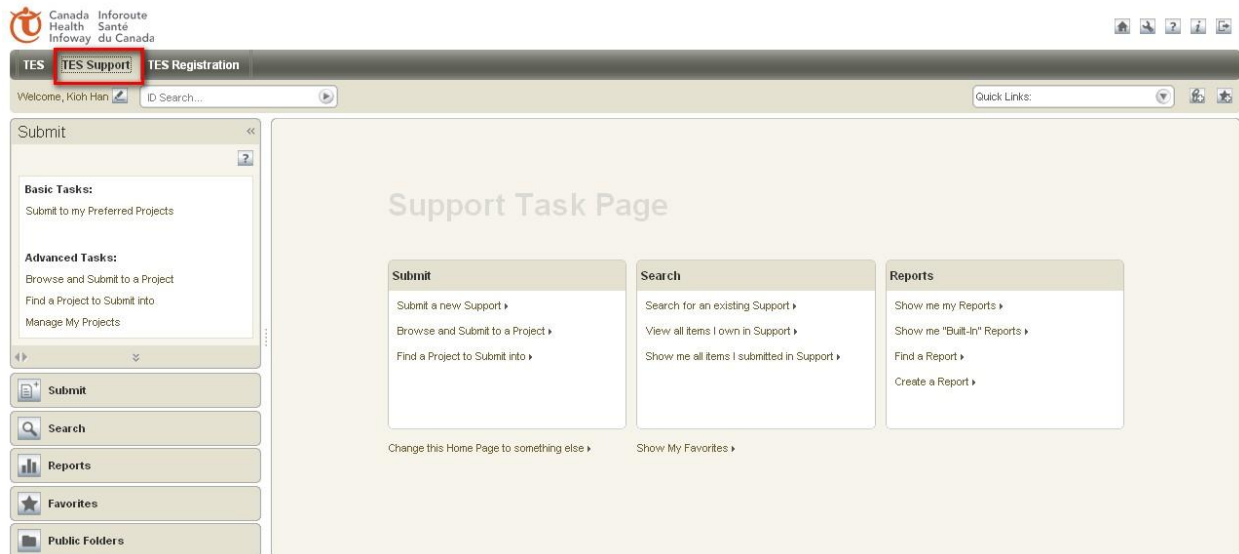 Canada Inforoute
Health Santé
Infoway du Canada
TES TES Support TES Registration
Welcome, Kioh Han ID Search... Quick Links:
Submit «
?
Basic Tasks:
Submit to my Preferred Projects
Advanced Tasks:
Browse and Submit to a Project
Find a Project to Submit into
Manage My Projects
Submit
Search
Reports
Favorites
Public Folders
Support Task Page
Submit
Submit a new Support
Browse and Submit to a Project
Find a Project to Submit into
Search
Search for an existing Support
View all items I own in Support
Show me all items I submitted in Support
Reports
Show me my Reports
Show me "Built-In" Reports
Find a Report
Create a Report
Change this Home Page to something else
Show My Favorites